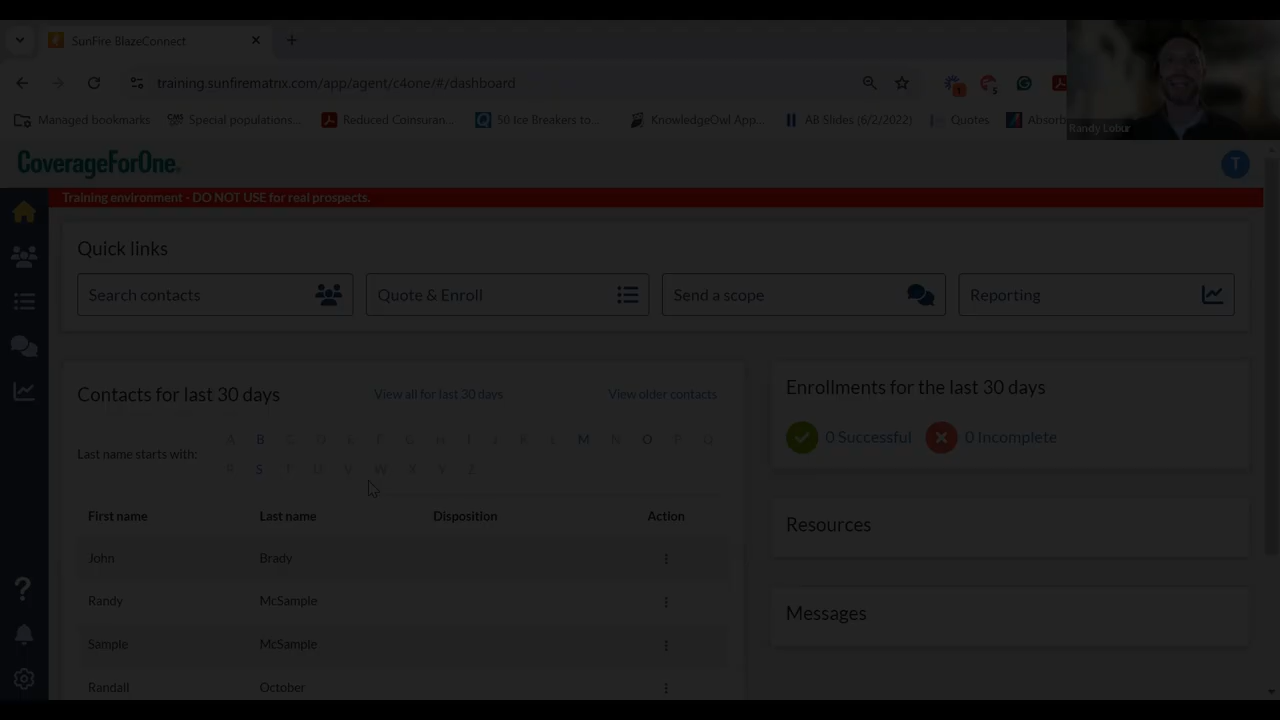 SunFire BlazeConnect
training.sunfirematrix.com/app/agent/c4one/#/dashboard
Managed bookmarks
Special populations...
Reduced Coinsuran...
50 Ice Breakers to...
KnowledgeOwl App...
AB Slides (6/2/2022)
Quotes
Absorb
Randy Lobur
CoverageForOne
T
Training environment - DO NOT USE for real prospects.
Quick links
Search contacts
Quote & Enroll
Send a scope
Reporting
Contacts for last 30 days
View all for last 30 days
View older contacts
Last name starts with:
A B C D E F G H I J K L M N O P Q
R S T U V W X Y Z
First name Last name Disposition Action
John Brady
Randy McSample
Sample McSample
Randall October
Enrollments for the last 30 days
0 Successful
0 Incomplete
Resources
Messages